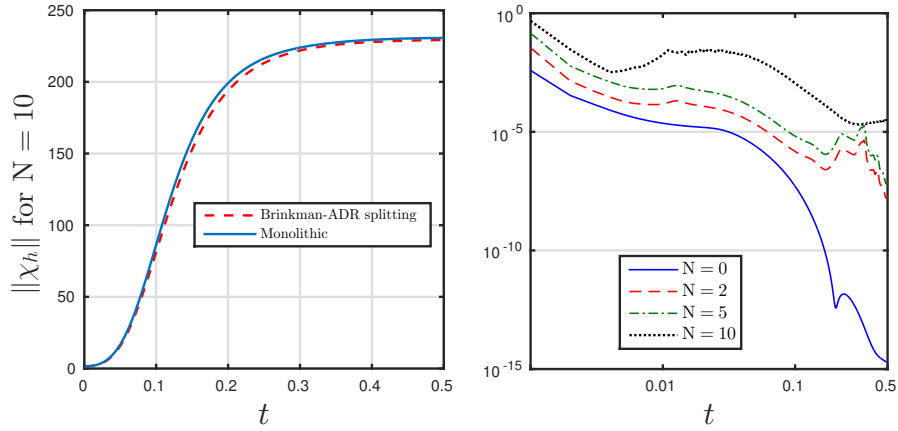 250
200
150
100
50
0
||χh|| for N = 10
Brinkman-ADR splitting
Monolithic
0 0.1 0.2 0.3 0.4 0.5
t
10^0
10^-5
10^-10
10^-15
N = 0
N = 2
N = 5
N = 10
0.01 0.1 0.5
t